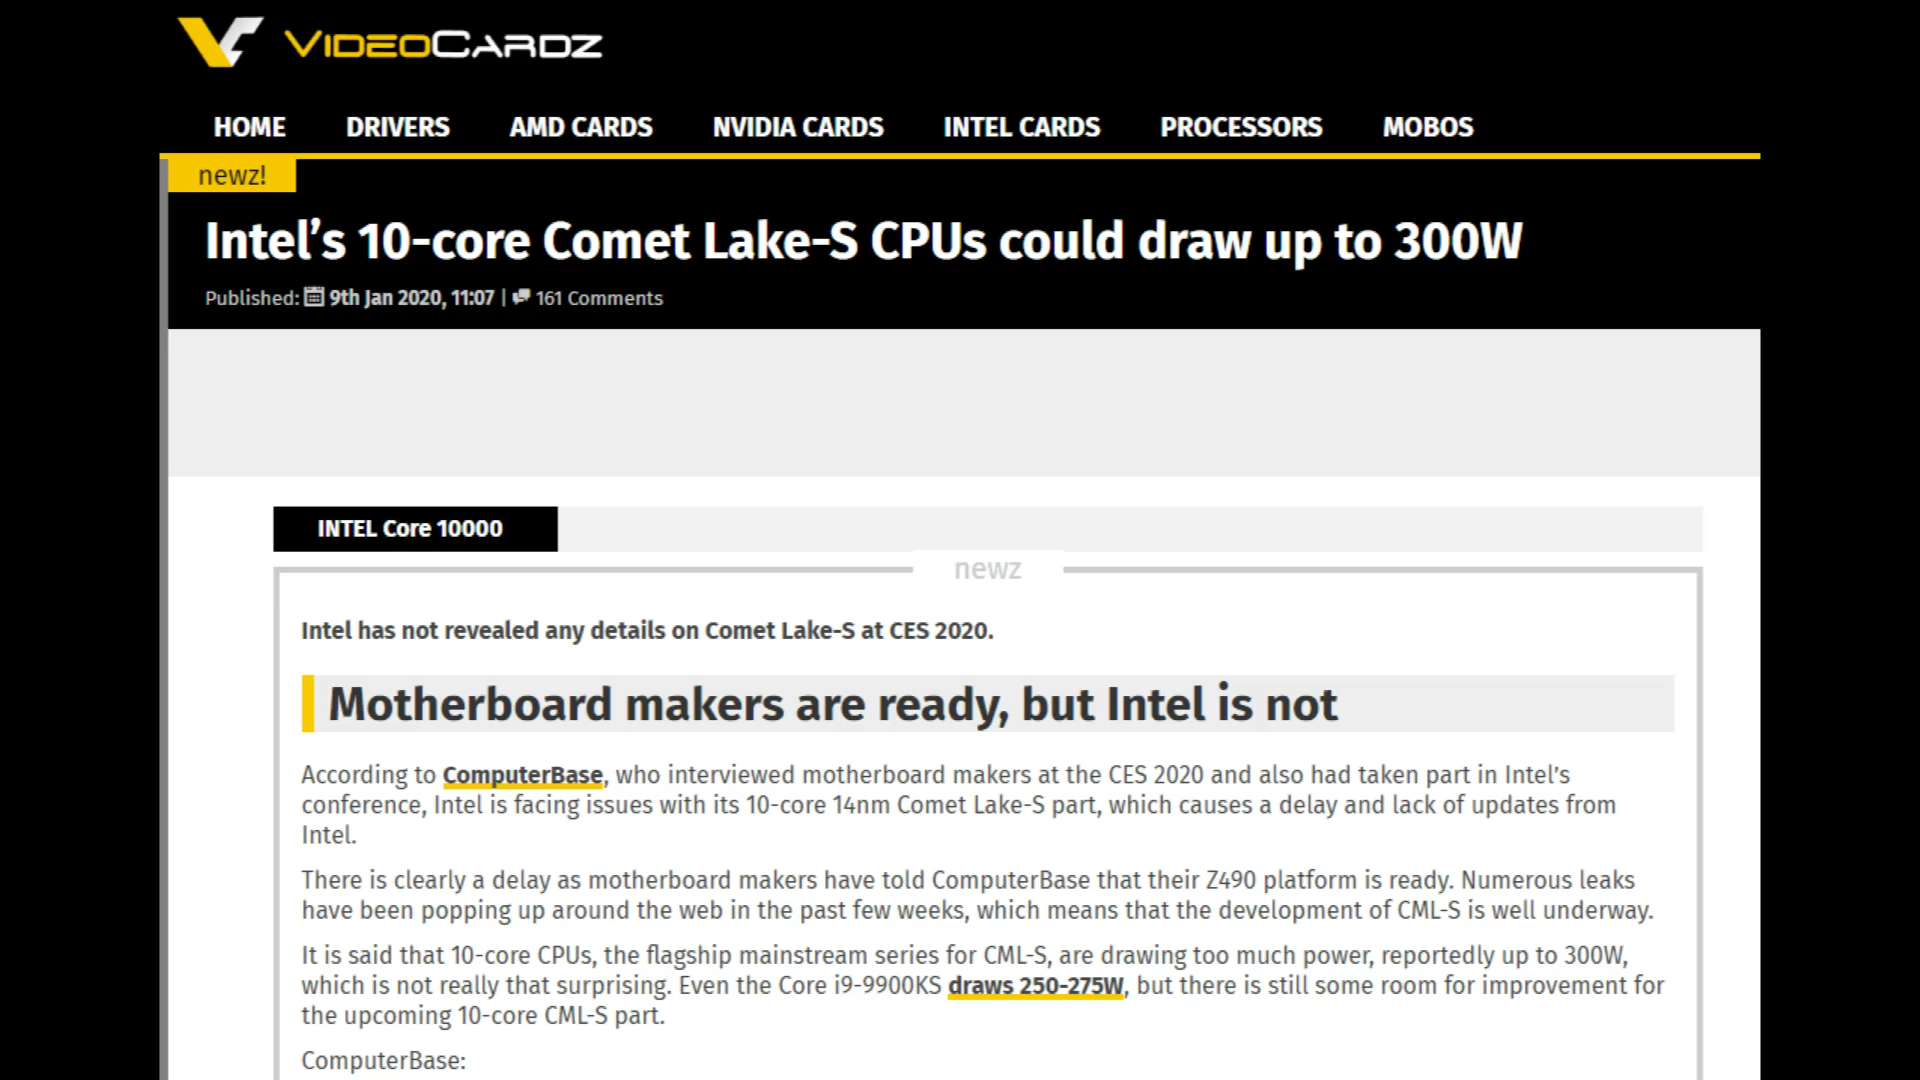 VIDEOCARDZ
HOME DRIVERS AMD CARDS NVIDIA CARDS INTEL CARDS PROCESSORS MOBOS
newz!
Intel’s 10-core Comet Lake-S CPUs could draw up to 300W
Published: 9th Jan 2020, 11:07 | 161 Comments
INTEL Core 10000
newz
Intel has not revealed any details on Comet Lake-S at CES 2020.
Motherboard makers are ready, but Intel is not
According to ComputerBase, who interviewed motherboard makers at the CES 2020 and also had taken part in Intel’s
conference, Intel is facing issues with its 10-core 14nm Comet Lake-S part, which causes a delay and lack of updates from
Intel.
There is clearly a delay as motherboard makers have told ComputerBase that their Z490 platform is ready. Numerous leaks
have been popping up around the web in the past few weeks, which means that the development of CML-S is well underway.
It is said that 10-core CPUs, the flagship mainstream series for CML-S, are drawing too much power, reportedly up to 300W,
which is not really that surprising. Even the Core i9-9900KS draws 250-275W, but there is still some room for improvement for
the upcoming 10-core CML-S part.
ComputerBase: